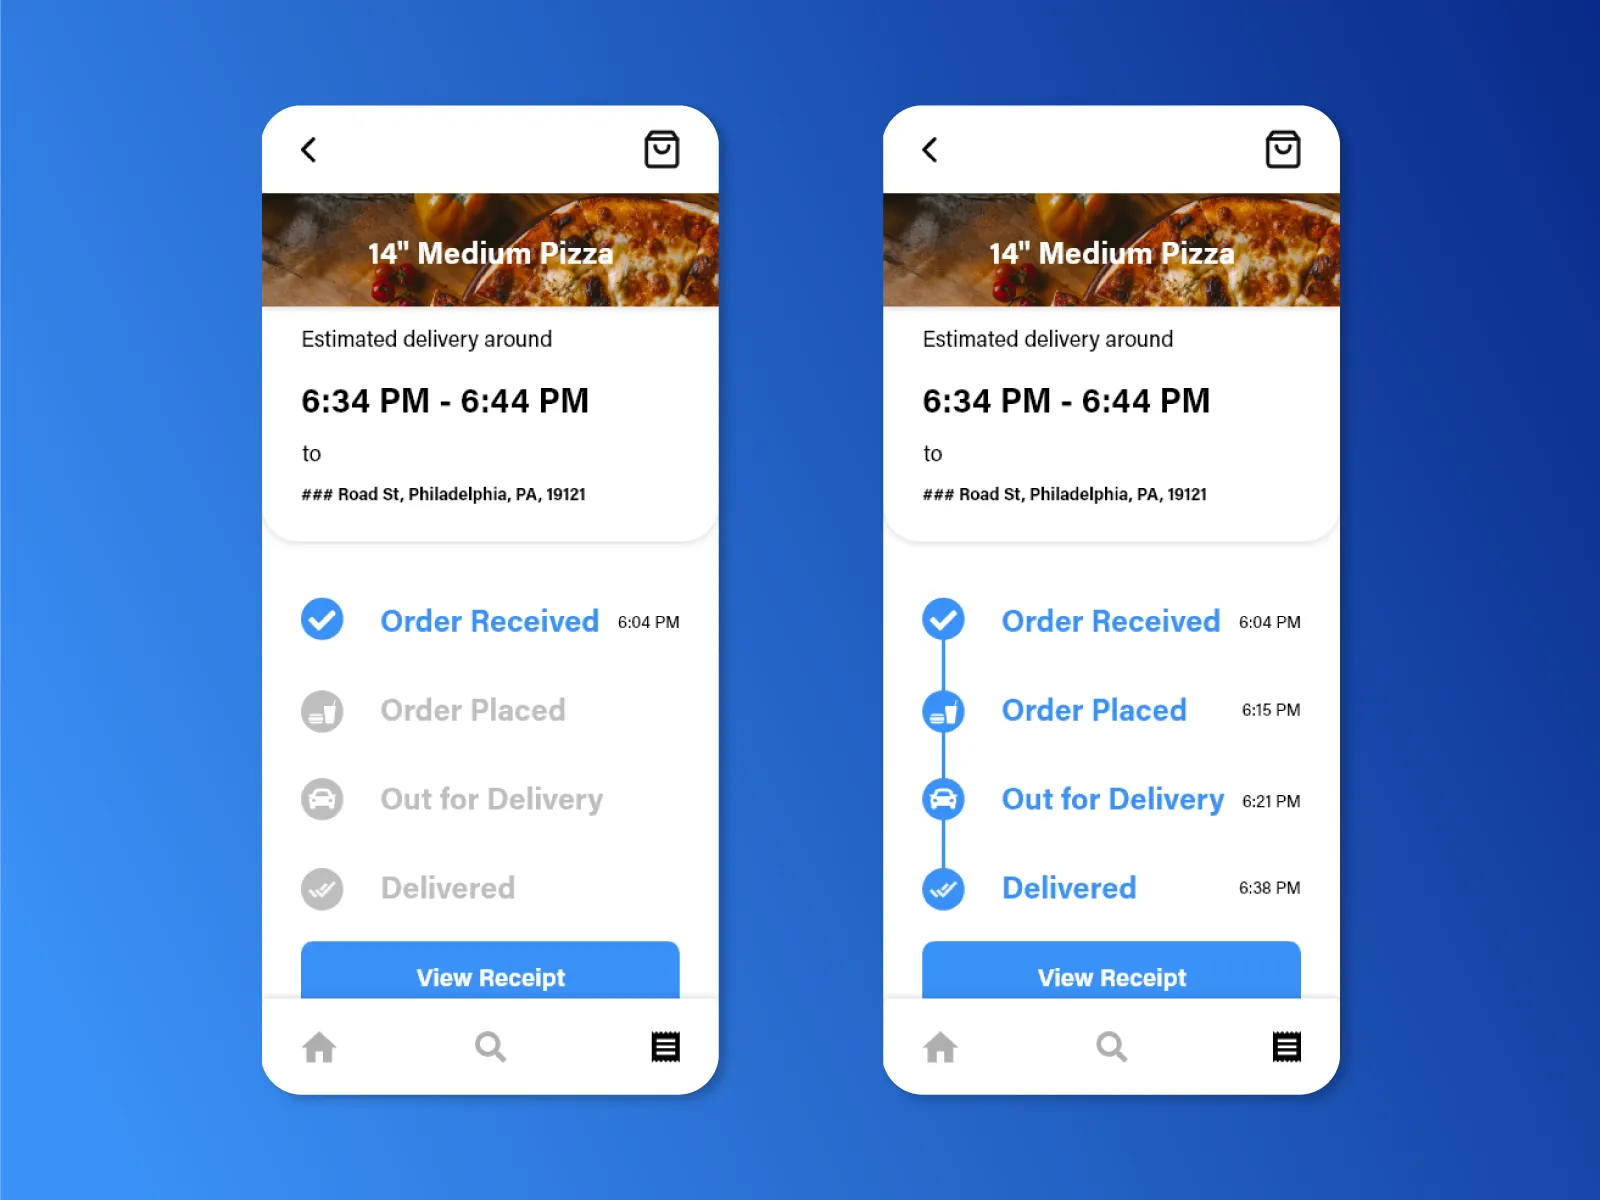 14" Medium Pizza
Estimated delivery around
6:34 PM - 6:44 PM
to
### Road St, Philadelphia, PA, 19121
Order Received 6:04 PM
Order Placed
Out for Delivery
Delivered
View Receipt
14" Medium Pizza
Estimated delivery around
6:34 PM - 6:44 PM
to
### Road St, Philadelphia, PA, 19121
Order Received 6:04 PM
Order Placed 6:15 PM
Out for Delivery 6:21 PM
Delivered 6:38 PM
View Receipt